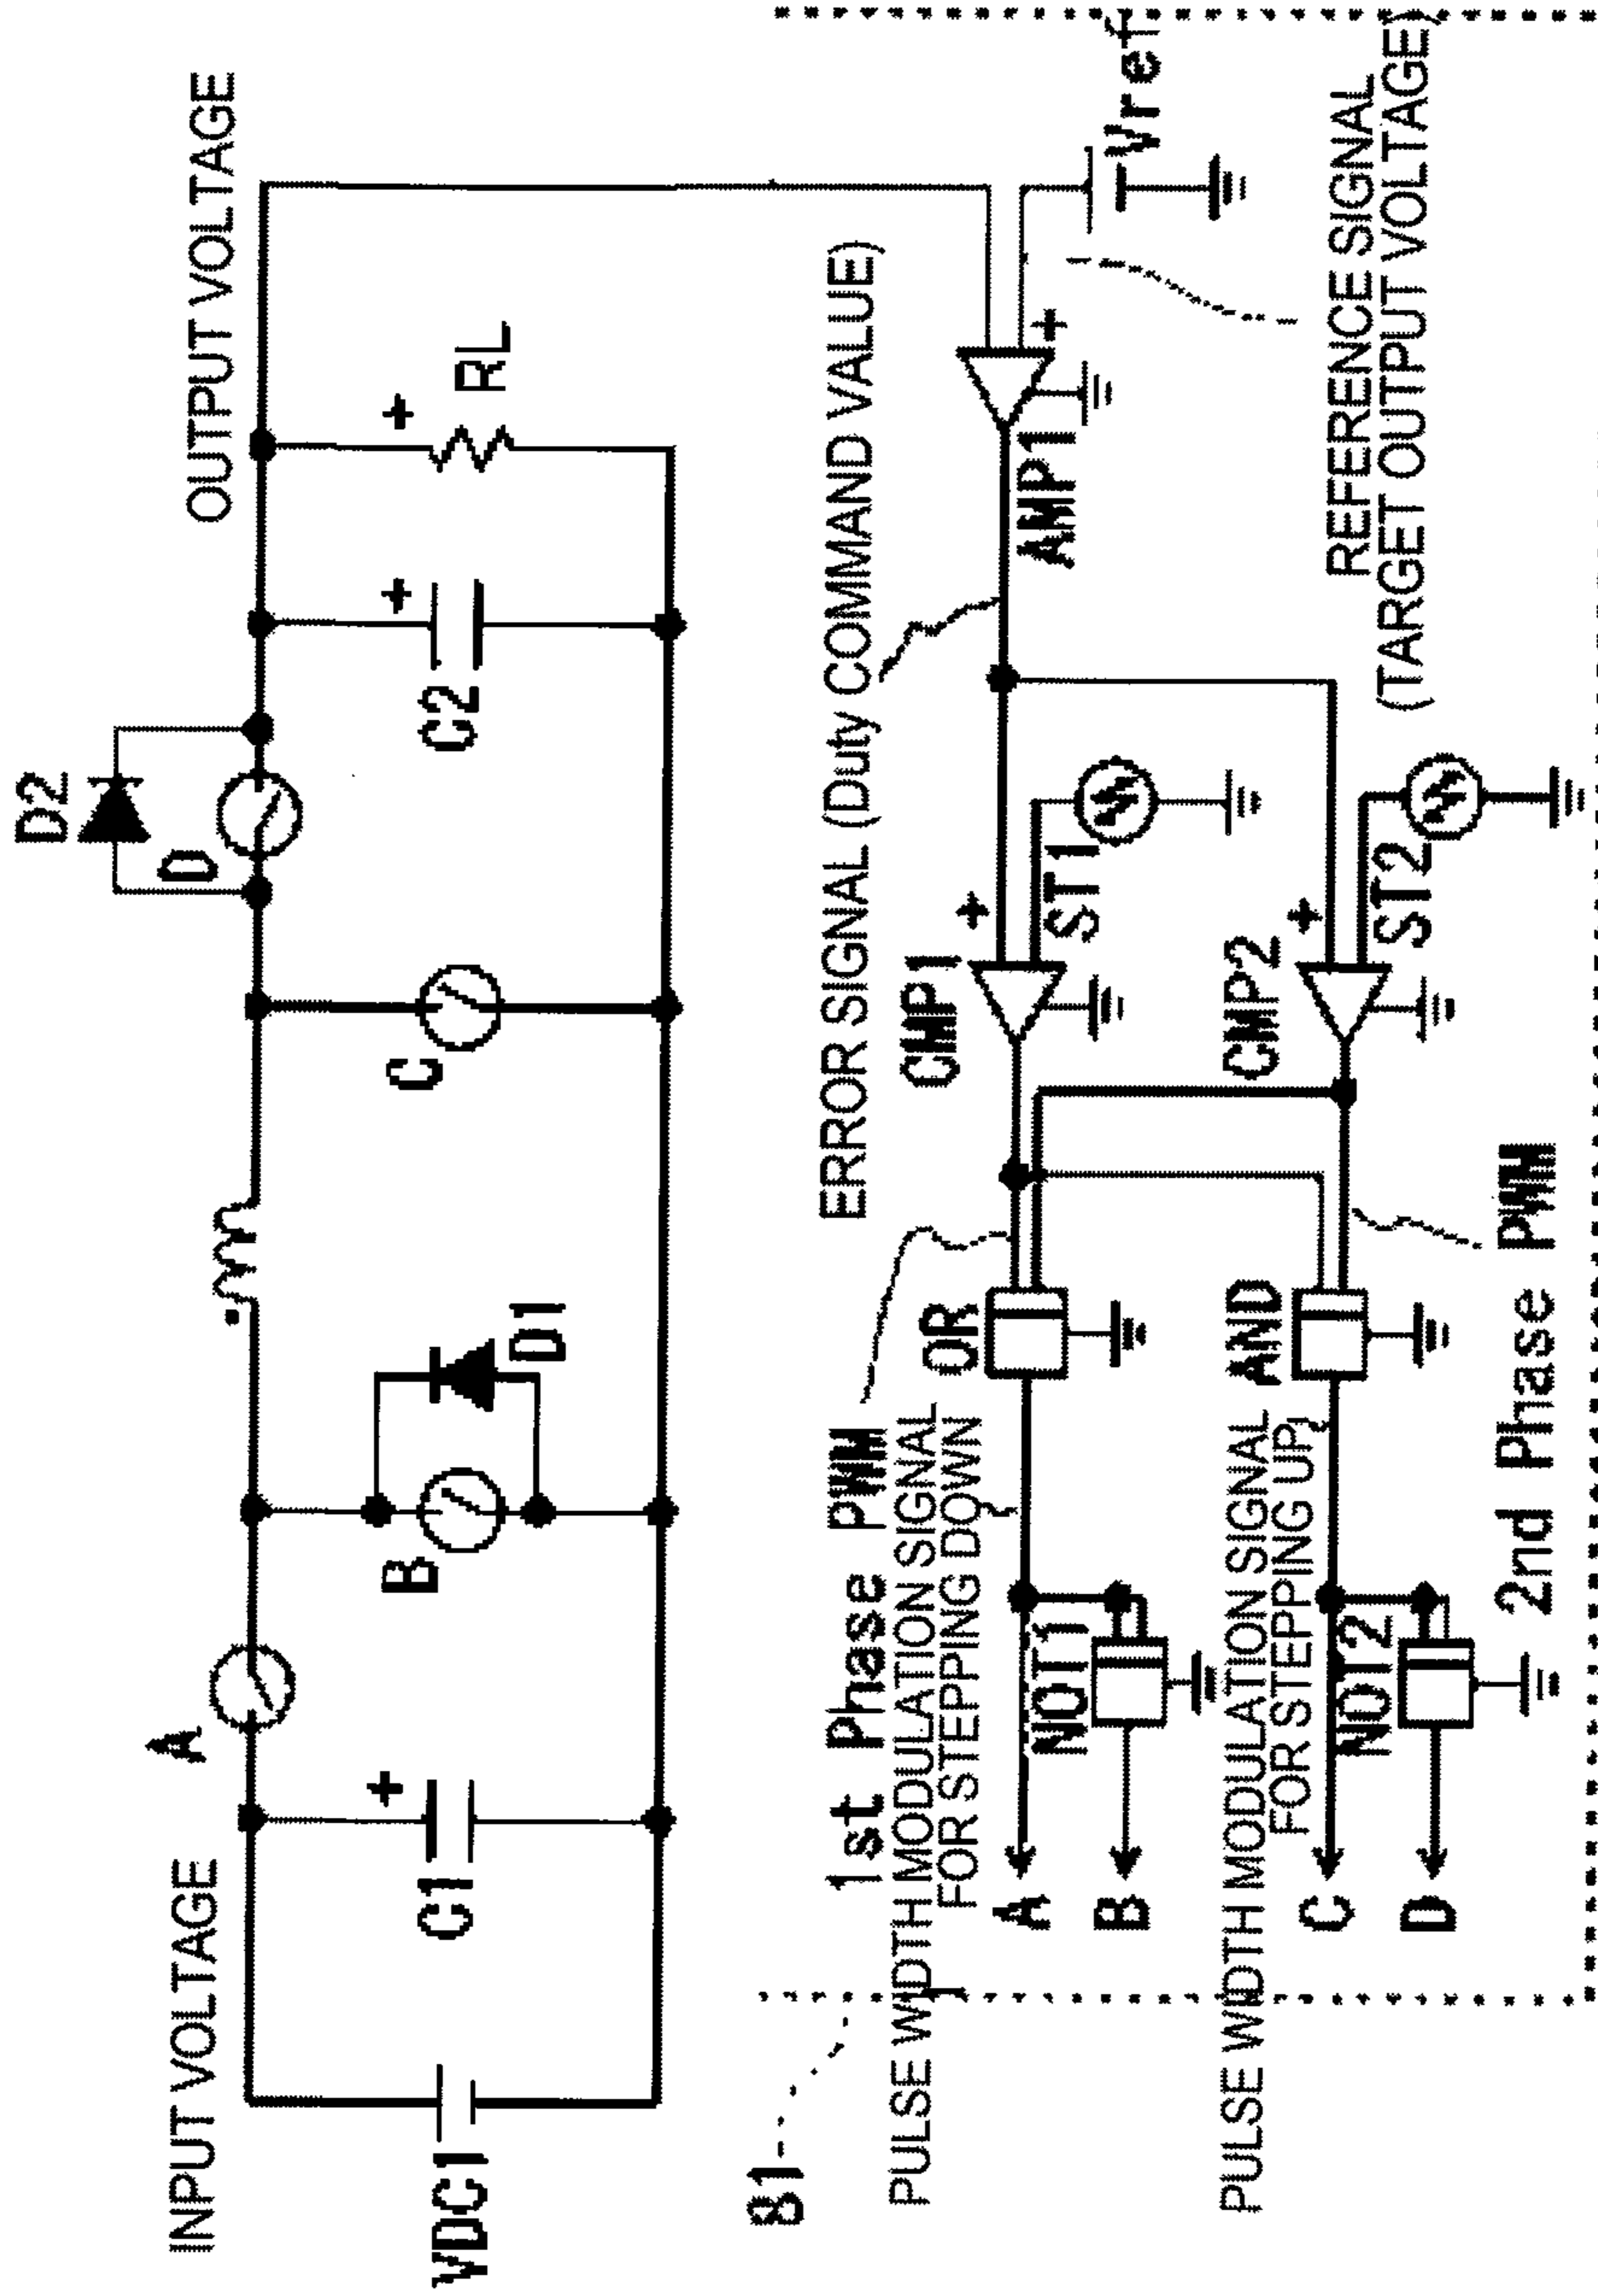 INPUT VOLTAGE
OUTPUT VOLTAGE
D2
A
D
+
C1
B
D1
C
+
C2
+
RL
VDC1
81
ERROR SIGNAL (Duty COMMAND VALUE)
1st Phase PWM
PULSE WIDTH MODULATION SIGNAL
FOR STEPPING DOWN
OR
CMP1
+
ST1
AMP1
+
Vref
A
NOT1
B
REFERENCE SIGNAL
(TARGET OUTPUT VOLTAGE)
PULSE WIDTH MODULATION SIGNAL
FOR STEPPING UP
AND
CMP2
+
ST2
C
NOT2
D
2nd Phase PWM